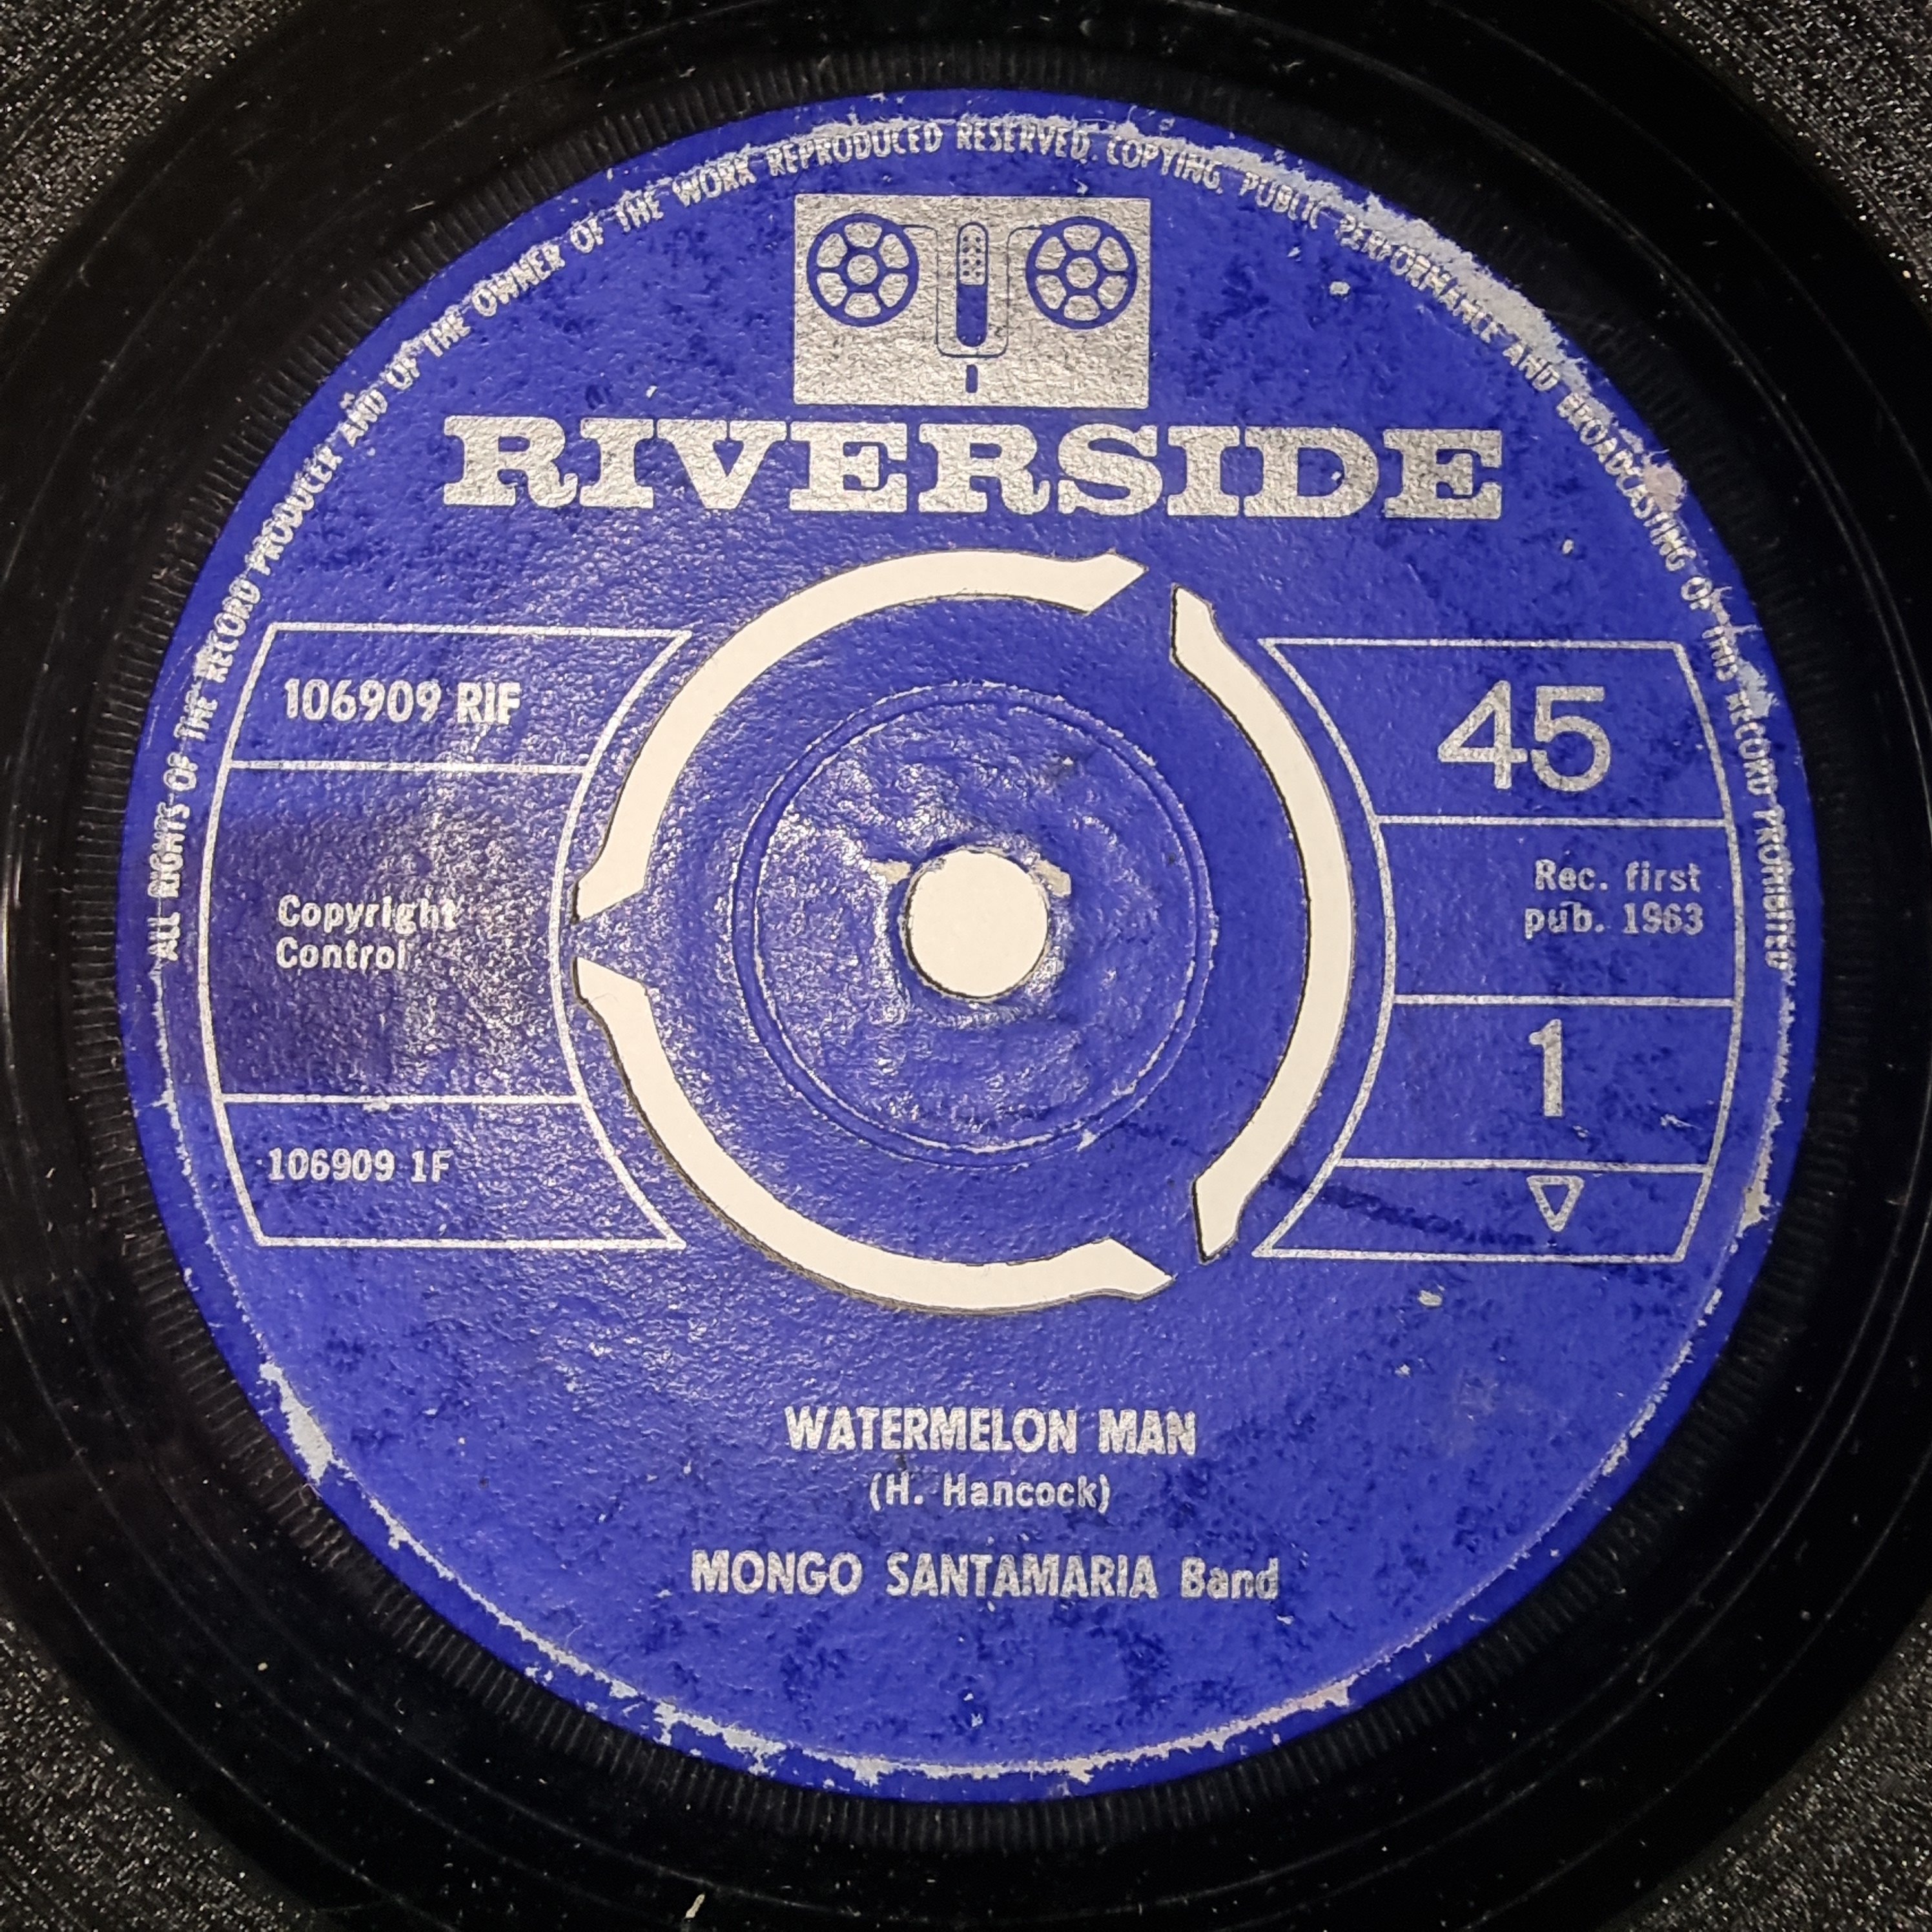 ALL RIGHTS OF THE RECORD PRODUCER AND OF THE OWNER OF THE WORK REPRODUCED RESERVED. COPYING, PUBLIC PERFORMANCE AND BROADCASTING OF THIS RECORD PROHIBITED
RIVERSIDE
106909 RIF
45
Copyright
Control
Rec. first
pub. 1963
1
106909 1F
WATERMELON MAN
(H. Hancock)
MONGO SANTAMARIA Band